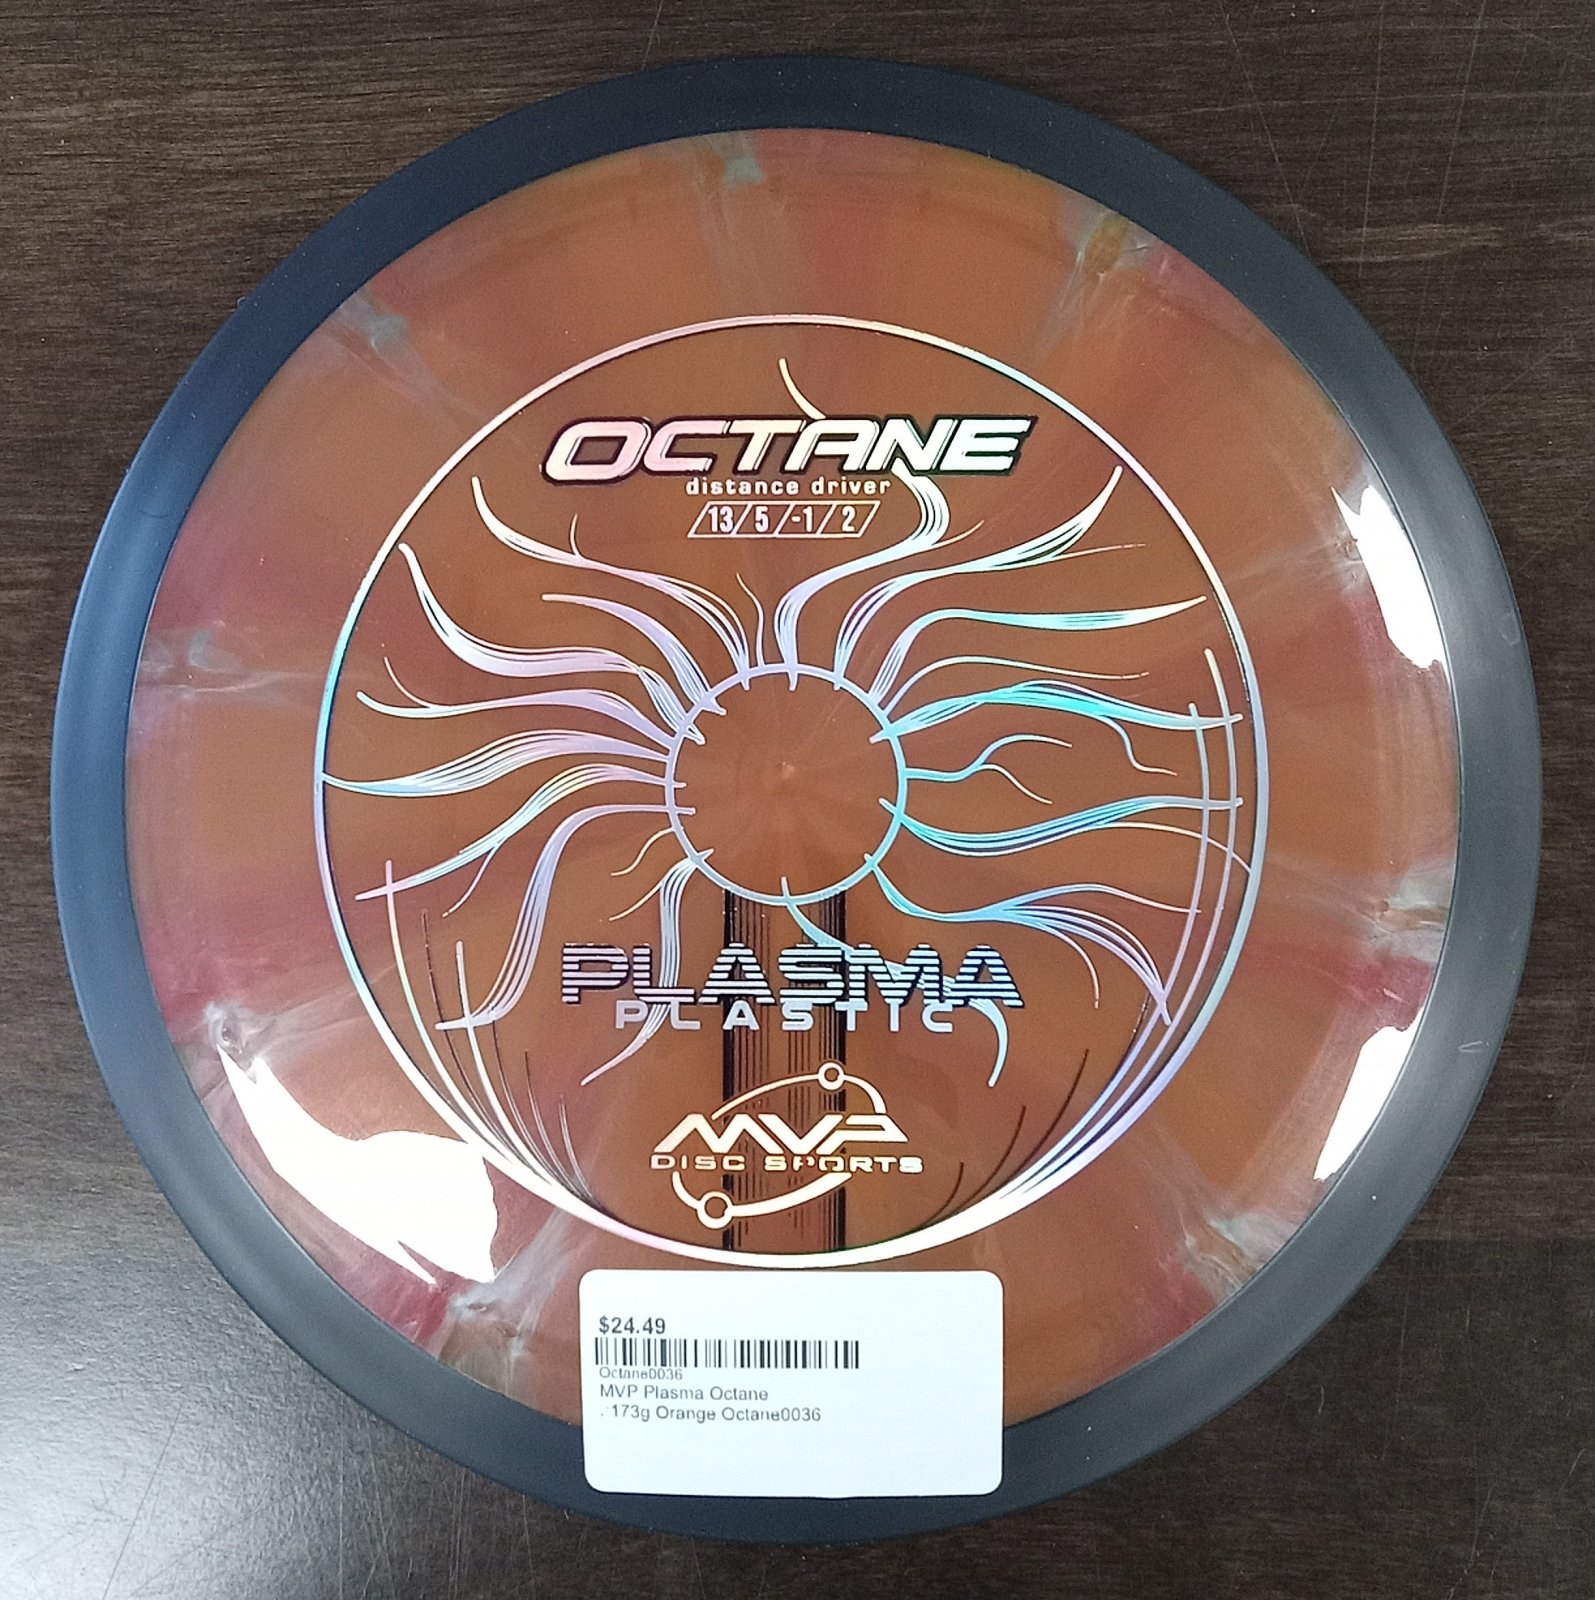 OCTANE
distance driver
13/5/-1/2
PLASMA
PLASTIC
MVP
DISC SPORTS
$24.49
Octane0036
MVP Plasma Octane
. 173g Orange Octane0036